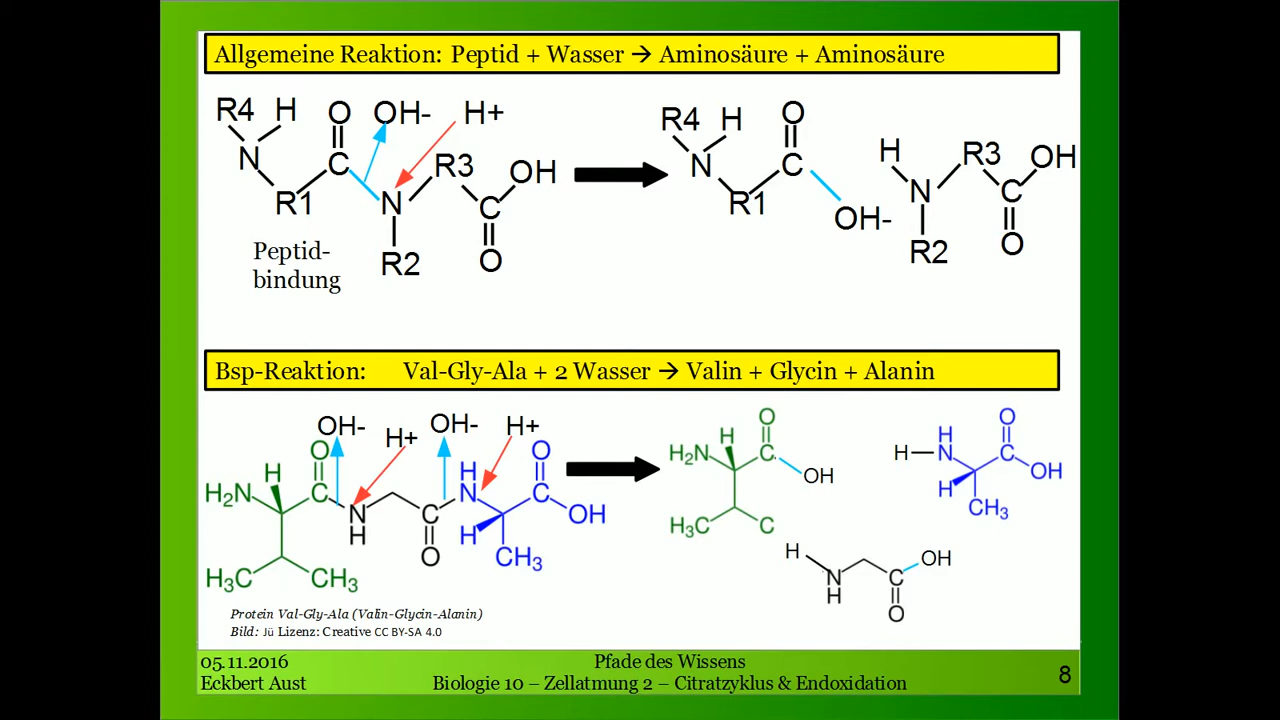 Allgemeine Reaktion: Peptid + Wasser → Aminosäure + Aminosäure
R4 H O OH- H+
N C R3 OH
R1 N C
R2 O
Peptid-
bindung
R4 H O
N C
R1 OH-
H R3 OH
N C
R2 O
Bsp-Reaktion: Val-Gly-Ala + 2 Wasser → Valin + Glycin + Alanin
OH- H+ OH- H+
O H O
H₂N H C N C H N C OH
H O H CH₃
H₃C CH₃
O
H₂N H C OH
H₃C C
H O
H N C OH
H CH₃
H OH
N C
H O
Protein Val-Gly-Ala (Valin-Glycin-Alanin)
Bild: Jü Lizenz: Creative CC BY-SA 4.0
05.11.2016 Pfade des Wissens
Eckbert Aust Biologie 10 – Zellatmung 2 – Citratzyklus & Endoxidation 8